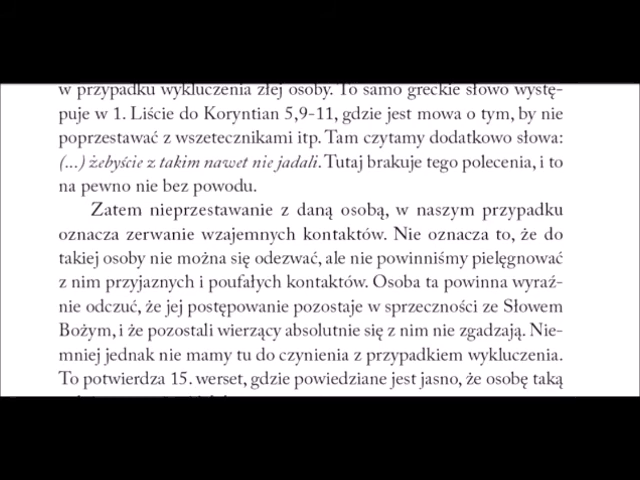 w przypadku wykluczenia złej osoby. To samo greckie słowo wystę-
puje w 1. Liście do Koryntian 5,9-11, gdzie jest mowa o tym, by nie
poprzestawać z wszetecznikami itp. Tam czytamy dodatkowo słowa:
(...) żebyście z takim nawet nie jadali. Tutaj brakuje tego polecenia, i to
na pewno nie bez powodu.
Zatem nieprzestawanie z daną osobą, w naszym przypadku
oznacza zerwanie wzajemnych kontaktów. Nie oznacza to, że do
takiej osoby nie można się odezwać, ale nie powinniśmy pielęgnować
z nim przyjaznych i poufałych kontaktów. Osoba ta powinna wyraź-
nie odczuć, że jej postępowanie pozostaje w sprzeczności ze Słowem
Bożym, i że pozostali wierzący absolutnie się z nim nie zgadzają. Nie-
mniej jednak nie mamy tu do czynienia z przypadkiem wykluczenia.
To potwierdza 15. werset, gdzie powiedziane jest jasno, że osobę taką